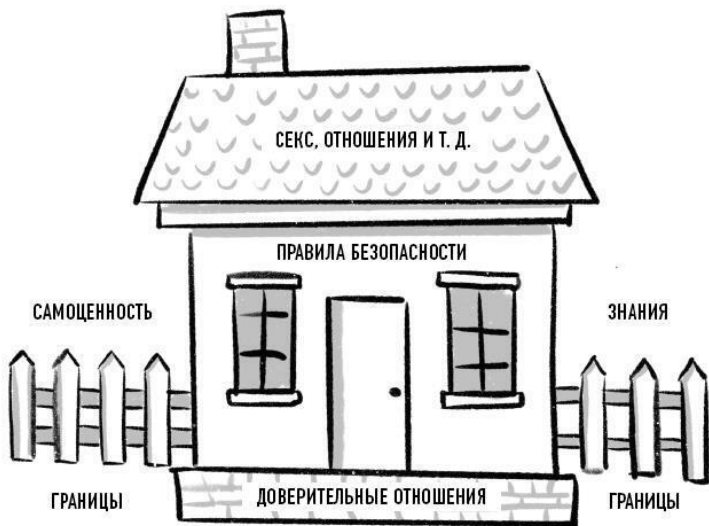 СЕКС, ОТНОШЕНИЯ И Т. Д.
ПРАВИЛА БЕЗОПАСНОСТИ
САМОЦЕННОСТЬ
ЗНАНИЯ
ГРАНИЦЫ
ДОВЕРИТЕЛЬНЫЕ ОТНОШЕНИЯ
ГРАНИЦЫ